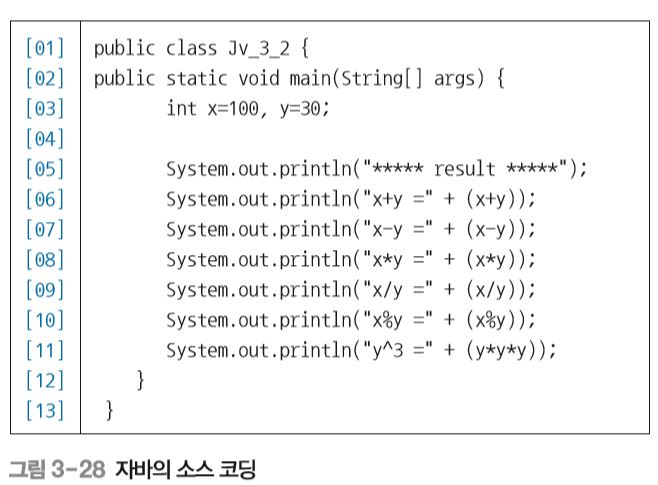 [01] public class Jv_3_2 {
[02] public static void main(String[] args) {
[03] int x=100, y=30;
[04]
[05] System.out.println("***** result *****");
[06] System.out.println("x+y =" + (x+y));
[07] System.out.println("x-y =" + (x-y));
[08] System.out.println("x*y =" + (x*y));
[09] System.out.println("x/y =" + (x/y));
[10] System.out.println("x%y =" + (x%y));
[11] System.out.println("y^3 =" + (y*y*y));
[12] }
[13] }
그림 3-28 자바의 소스 코딩